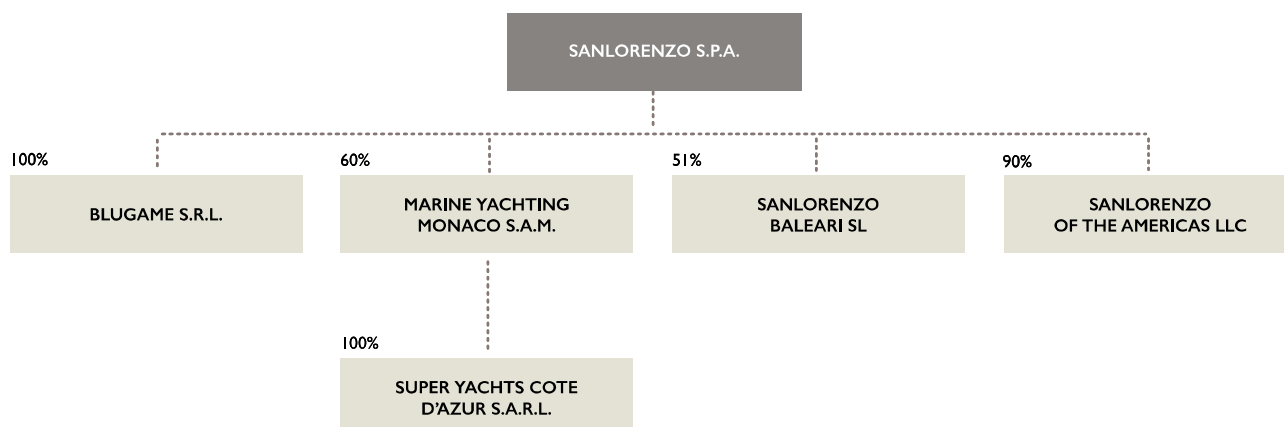 SANLORENZO S.P.A.
100%
60%
51%
90%
BLUGAME S.R.L.
MARINE YACHTING
MONACO S.A.M.
SANLORENZO
BALEARI SL
SANLORENZO
OF THE AMERICAS LLC
100%
SUPER YACHTS COTE
D'AZUR S.A.R.L.